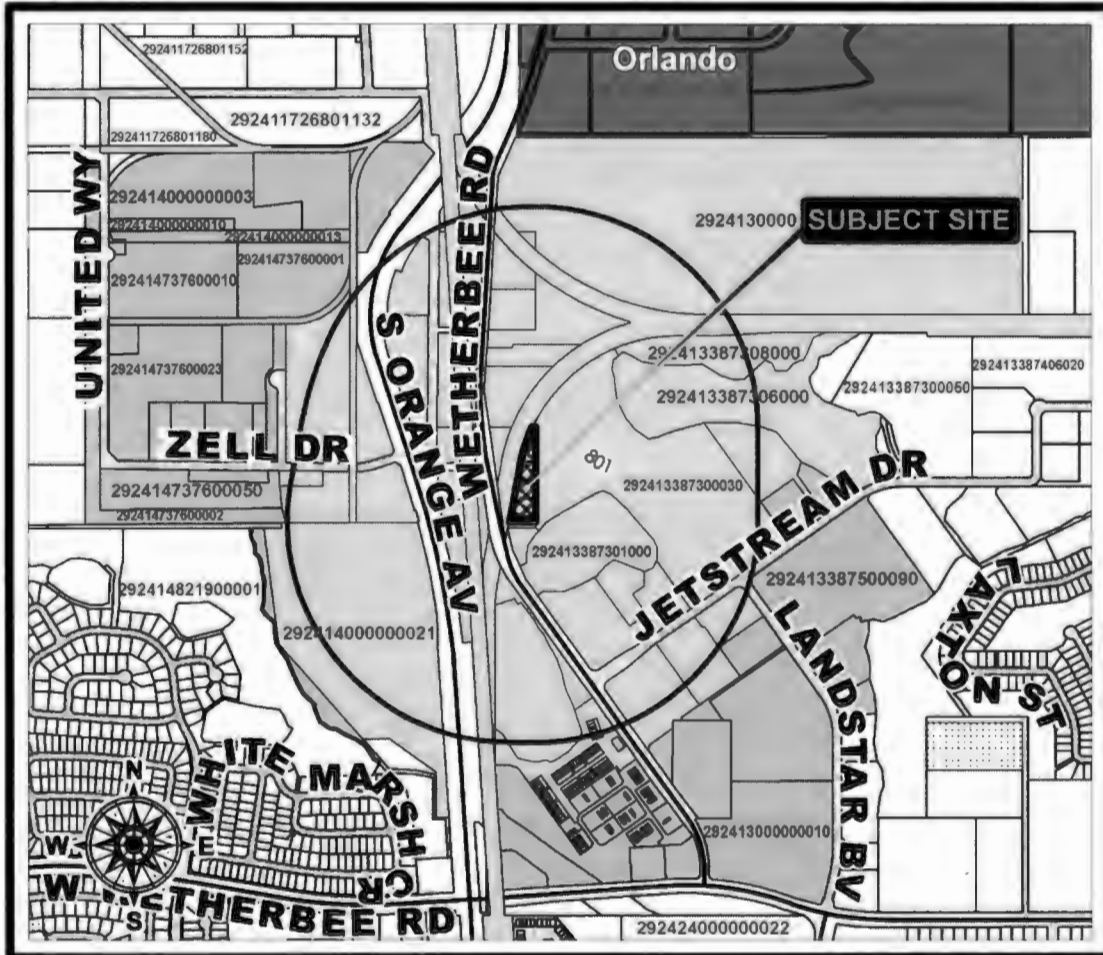 292411726801152
Orlando
292411726801132
292411726801180
UNITED WY
W WETHERBEE RD
292414000000003
292414000000010
292414000000013
292414737600001
292414737600010
2924130000
SUBJECT SITE
292414737600023
S ORANGE AV
292413387308000
292413387306000
292413387300060
292413387406020
ZELL DR
801
292413387300030
JETSTREAM DR
292414737600050
292414737600002
292413387301000
292413387500090
LAXTON ST
292414821900001
292414000000021
LANDSTAR BV
WHITE MARSH CR
N
W
E
S
292413000000010
W WETHERBEE RD
292424000000022